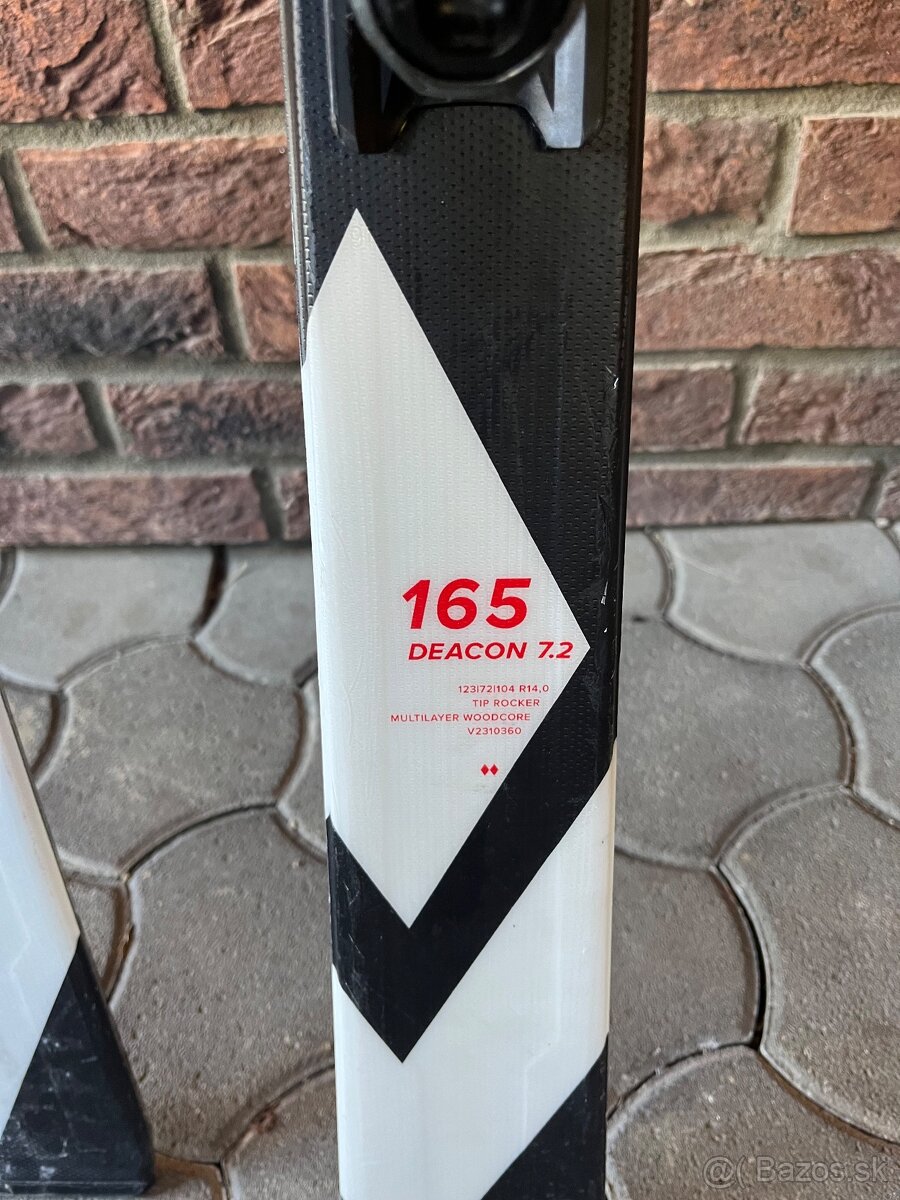 165
DEACON 7.2
123|72|104 R14,0
TIP ROCKER
MULTILAYER WOODCORE
V2310360
@( Bazos.sk